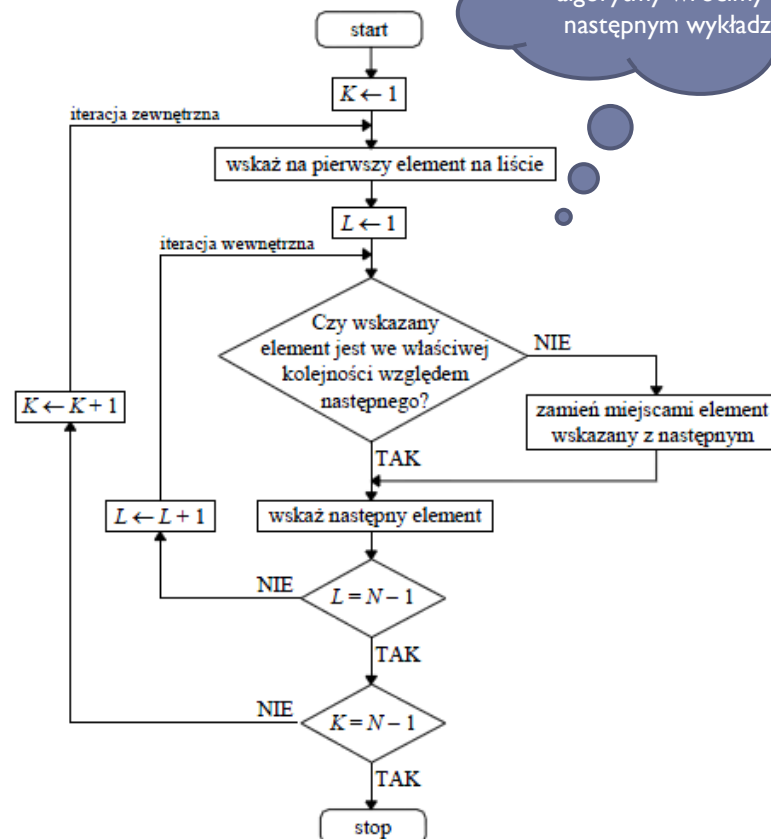 następnym wykładz
start
K ← 1
iteracja zewnętrzna
wskaż na pierwszy element na liście
L ← 1
iteracja wewnętrzna
Czy wskazany
element jest we właściwej
kolejności względem
następnego?
NIE
zamień miejscami element
wskazany z następnym
TAK
K ← K + 1
L ← L + 1
wskaż następny element
NIE
L = N – 1
TAK
NIE
K = N – 1
TAK
stop